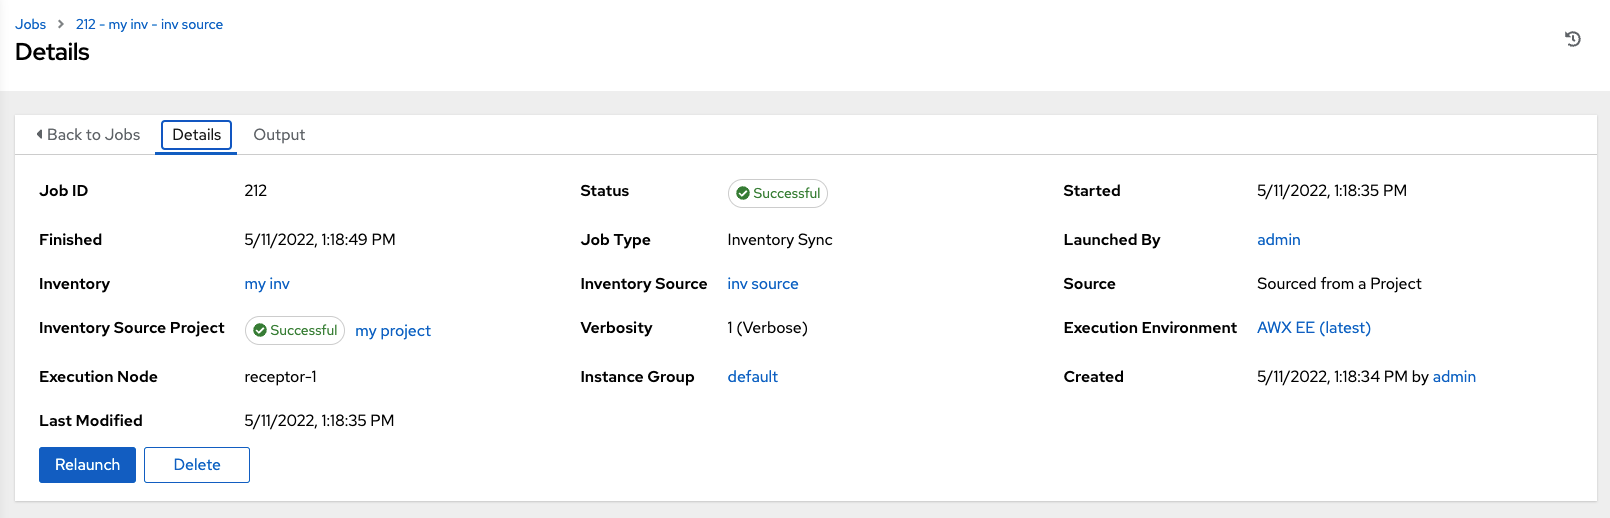 Jobs > 212 - my inv - inv source
Details
Back to Jobs Details Output
Job ID 212 Status Successful Started 5/11/2022, 1:18:35 PM
Finished 5/11/2022, 1:18:49 PM Job Type Inventory Sync Launched By admin
Inventory my inv Inventory Source inv source Source Sourced from a Project
Inventory Source Project Successful my project Verbosity 1 (Verbose) Execution Environment AWX EE (latest)
Execution Node receptor-1 Instance Group default Created 5/11/2022, 1:18:34 PM by admin
Last Modified 5/11/2022, 1:18:35 PM
Relaunch Delete